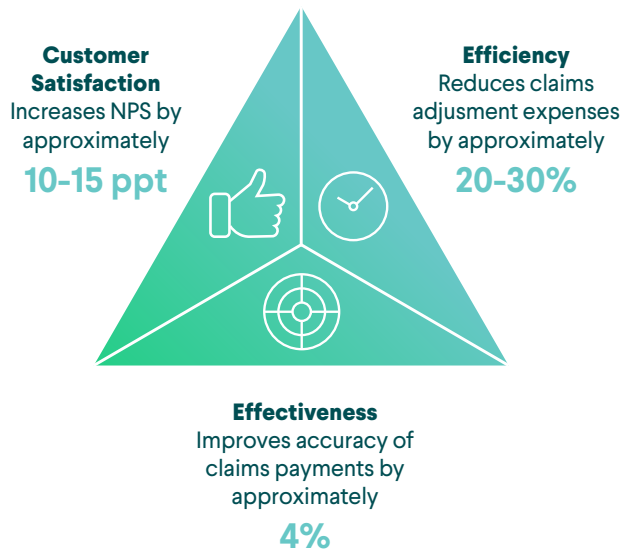 Customer
Satisfaction
Increases NPS by
approximately
10-15 ppt
Efficiency
Reduces claims
adjusment expenses
by approximately
20-30%
Effectiveness
Improves accuracy of
claims payments by
approximately
4%